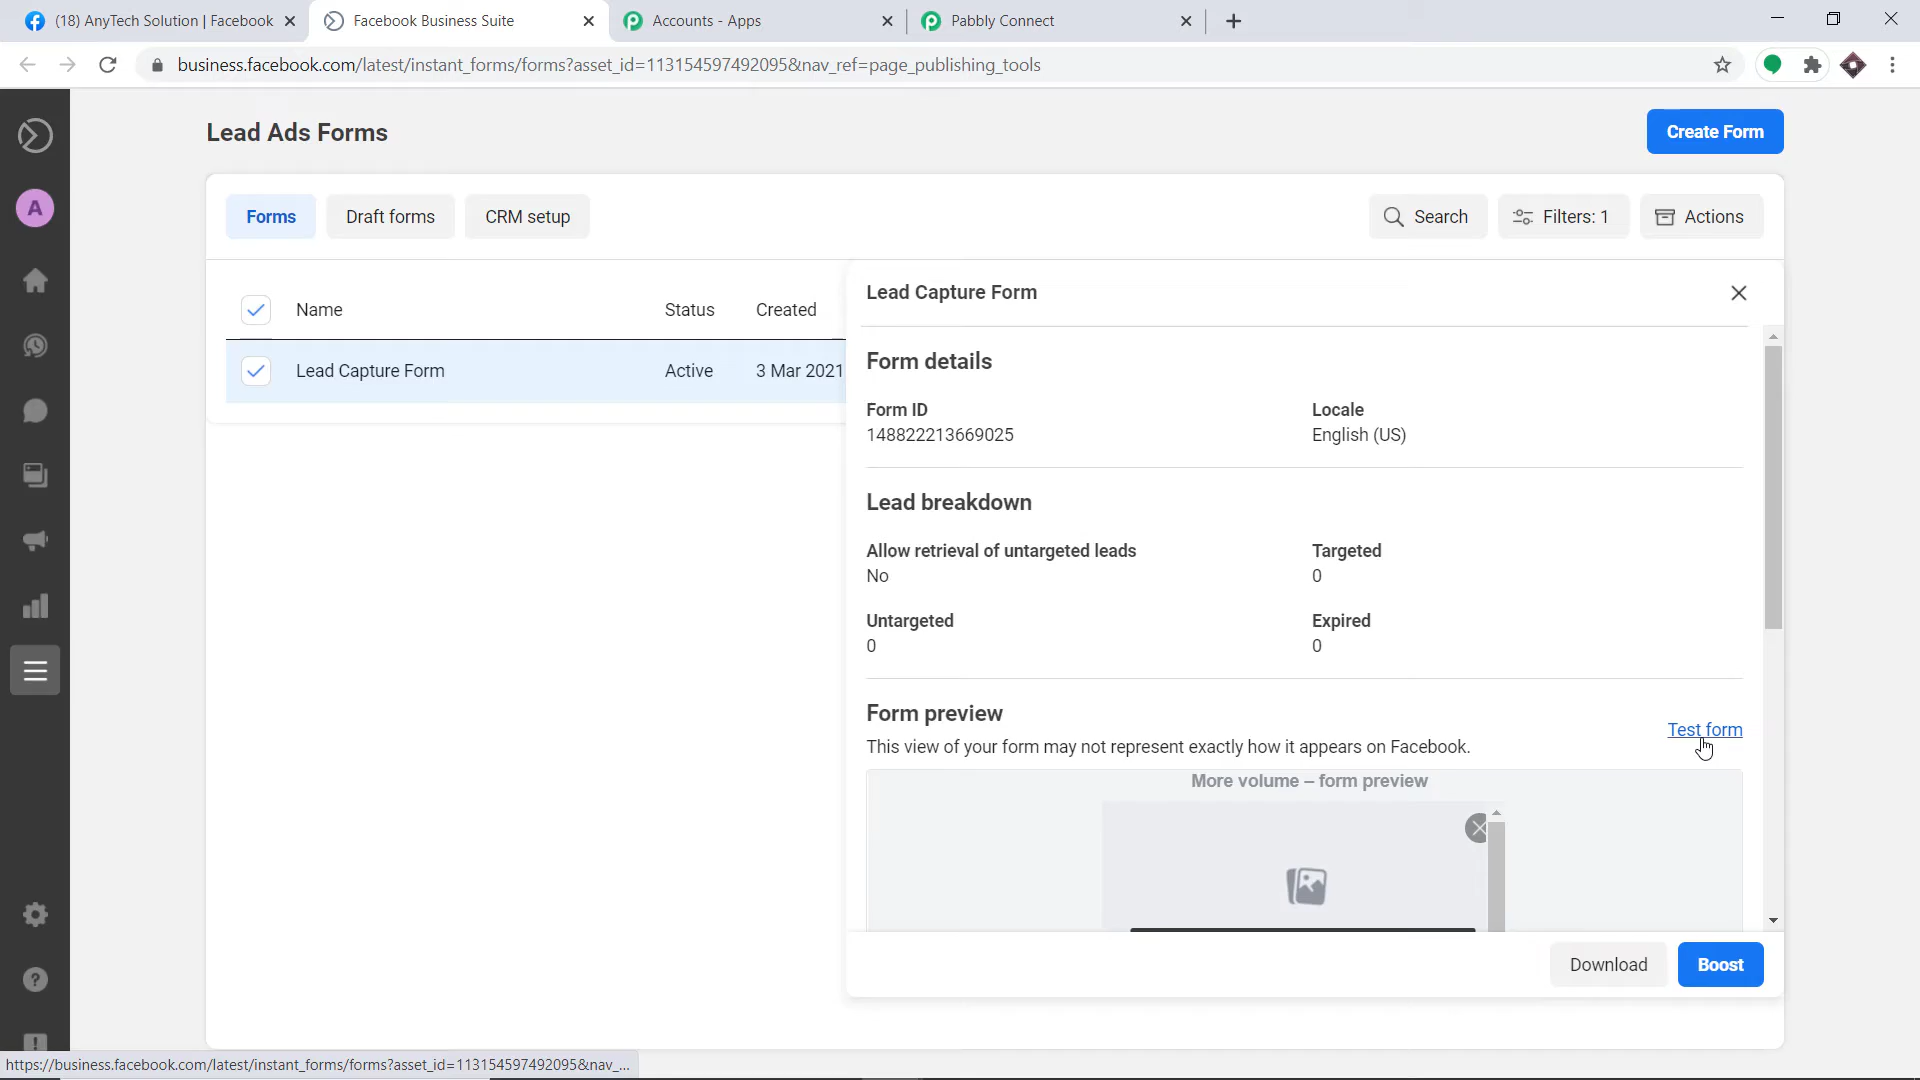 (18) AnyTech Solution | Facebook
Facebook Business Suite
Accounts - Apps
Pabbly Connect
business.facebook.com/latest/instant_forms/forms?asset_id=113154597492095&nav_ref=page_publishing_tools
Lead Ads Forms
Create Form
A
Forms
Draft forms
CRM setup
Search
Filters: 1
Actions
Name
Status
Created
Lead Capture Form
Active
3 Mar 2021
Lead Capture Form
Form details
Form ID
148822213669025
Locale
English (US)
Lead breakdown
Allow retrieval of untargeted leads
No
Targeted
0
Untargeted
0
Expired
0
Form preview
Test form
This view of your form may not represent exactly how it appears on Facebook.
More volume – form preview
Download
Boost
https://business.facebook.com/latest/instant_forms/forms?asset_id=113154597492095&nav_...